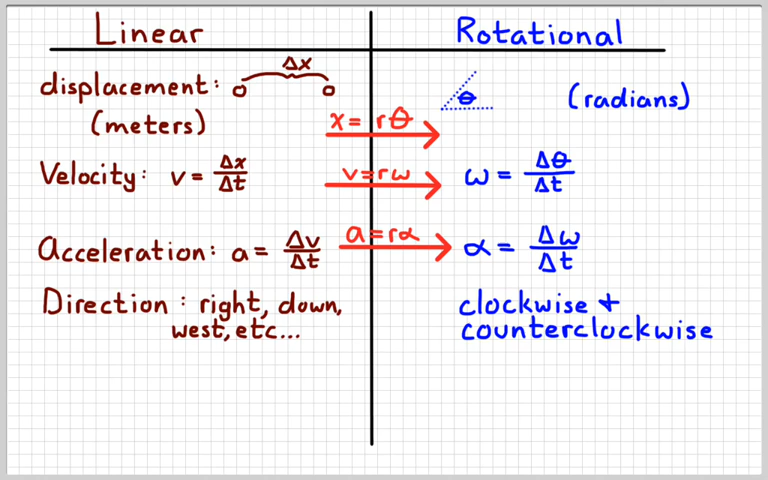 Linear
Rotational
displacement: Δx
θ (radians)
(meters)
x = rθ
Velocity: v = Δx/Δt
v=rω
ω = Δθ/Δt
Acceleration: a = Δv/Δt
a=rα
α = Δω/Δt
Direction: right, down,
west, etc...
clockwise +
counterclockwise